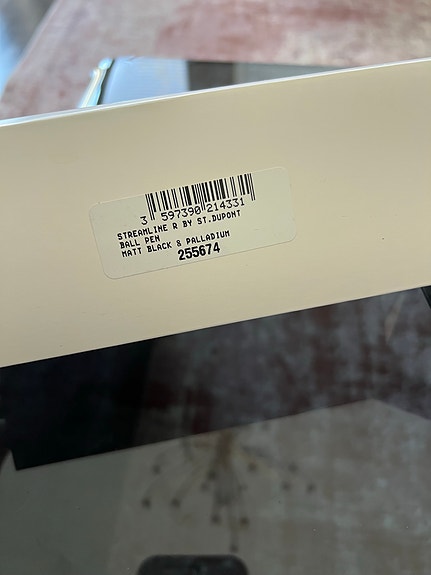 3 597390 214331
STREAMLINE R BY ST.DUPONT
BALL PEN
MATT BLACK & PALLADIUM
255674